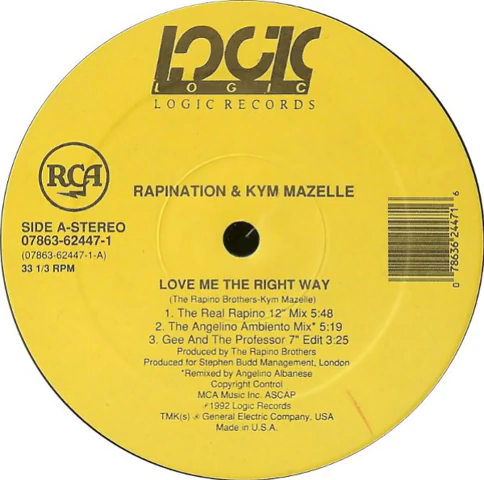 LOGIC
LOGIC
LOGIC RECORDS
RCA
RAPINATION & KYM MAZELLE
SIDE A-STEREO
07863-62447-1
(07863-62447-1-A)
33 1/3 RPM
0 78636 24471 6
LOVE ME THE RIGHT WAY
(The Rapino Brothers-Kym Mazelle)
1. The Real Rapino 12" Mix 5:48
2. The Angelino Ambiento Mix* 5:19
3. Gee And The Professor 7" Edit 3:25
Produced by The Rapino Brothers
Produced for Stephen Budd Management, London
*Remixed by Angelino Albanese
Copyright Control
MCA Music Inc. ASCAP
℗1992 Logic Records
TMK(s) ® General Electric Company, USA
Made in U.S.A.